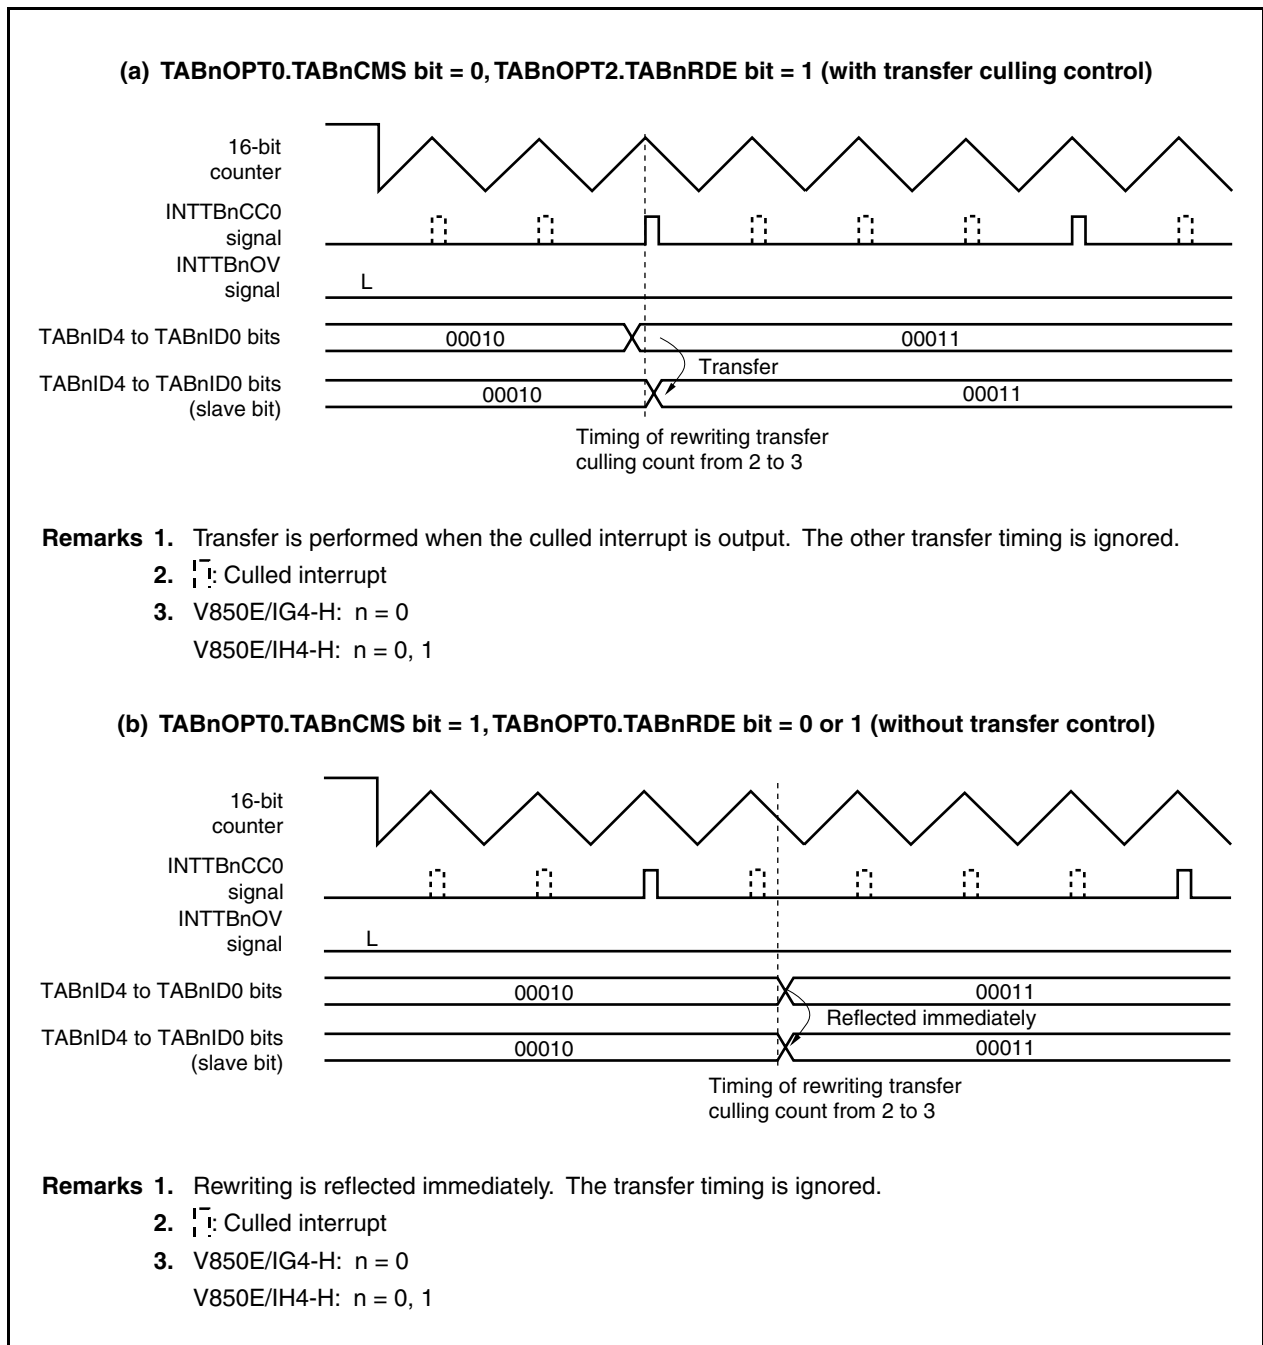 (a) TABnOPT0.TABnCMS bit = 0, TABnOPT2.TABnRDE bit = 1 (with transfer culling control)
16-bit
counter
INTTBnCC0
signal
INTTBnOV
signal
L
TABnID4 to TABnID0 bits
00010
00011
Transfer
TABnID4 to TABnID0 bits
(slave bit)
00010
00011
Timing of rewriting transfer
culling count from 2 to 3
Remarks 1. Transfer is performed when the culled interrupt is output. The other transfer timing is ignored.
2. : Culled interrupt
3. V850E/IG4-H: n = 0
V850E/IH4-H: n = 0, 1
(b) TABnOPT0.TABnCMS bit = 1, TABnOPT0.TABnRDE bit = 0 or 1 (without transfer control)
16-bit
counter
INTTBnCC0
signal
INTTBnOV
signal
L
TABnID4 to TABnID0 bits
00010
00011
Reflected immediately
TABnID4 to TABnID0 bits
(slave bit)
00010
00011
Timing of rewriting transfer
culling count from 2 to 3
Remarks 1. Rewriting is reflected immediately. The transfer timing is ignored.
2. : Culled interrupt
3. V850E/IG4-H: n = 0
V850E/IH4-H: n = 0, 1